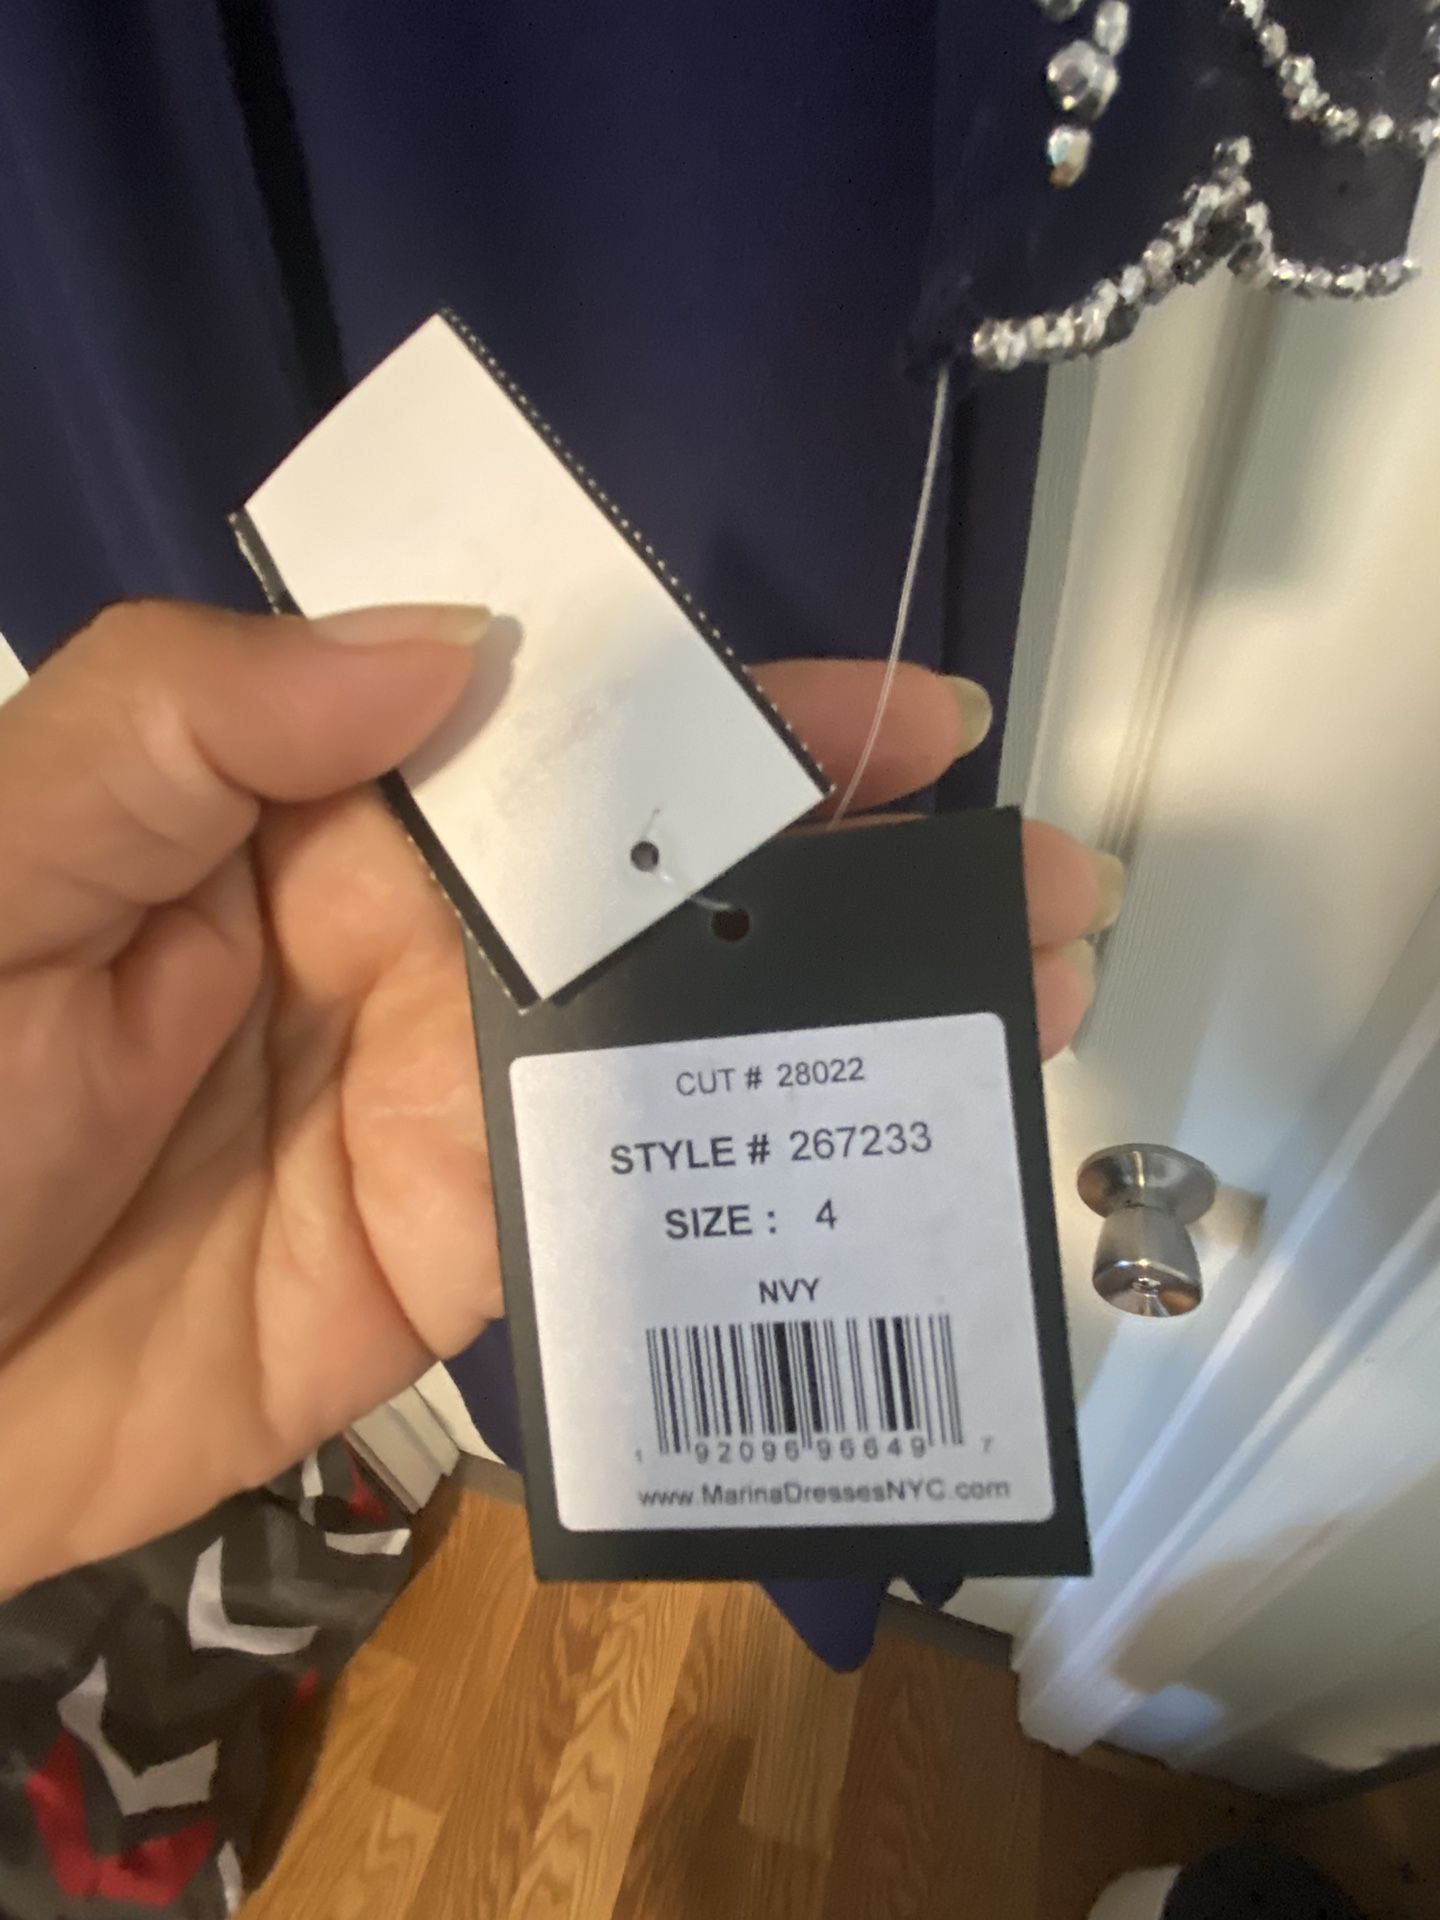 CUT # 28022
STYLE # 267233
SIZE : 4
NVY
1 92096 96649 7
www.MarinaDressesNYC.com